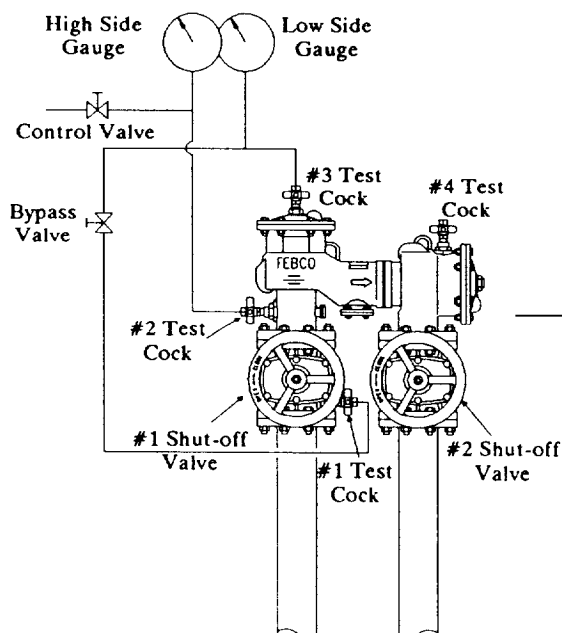 High Side
Gauge
Low Side
Gauge
Control Valve
#3 Test
Cock
#4 Test
Cock
Bypass
Valve
FEBCO
#2 Test
Cock
#1 Shut-off
Valve
#1 Test
Cock
#2 Shut-off
Valve